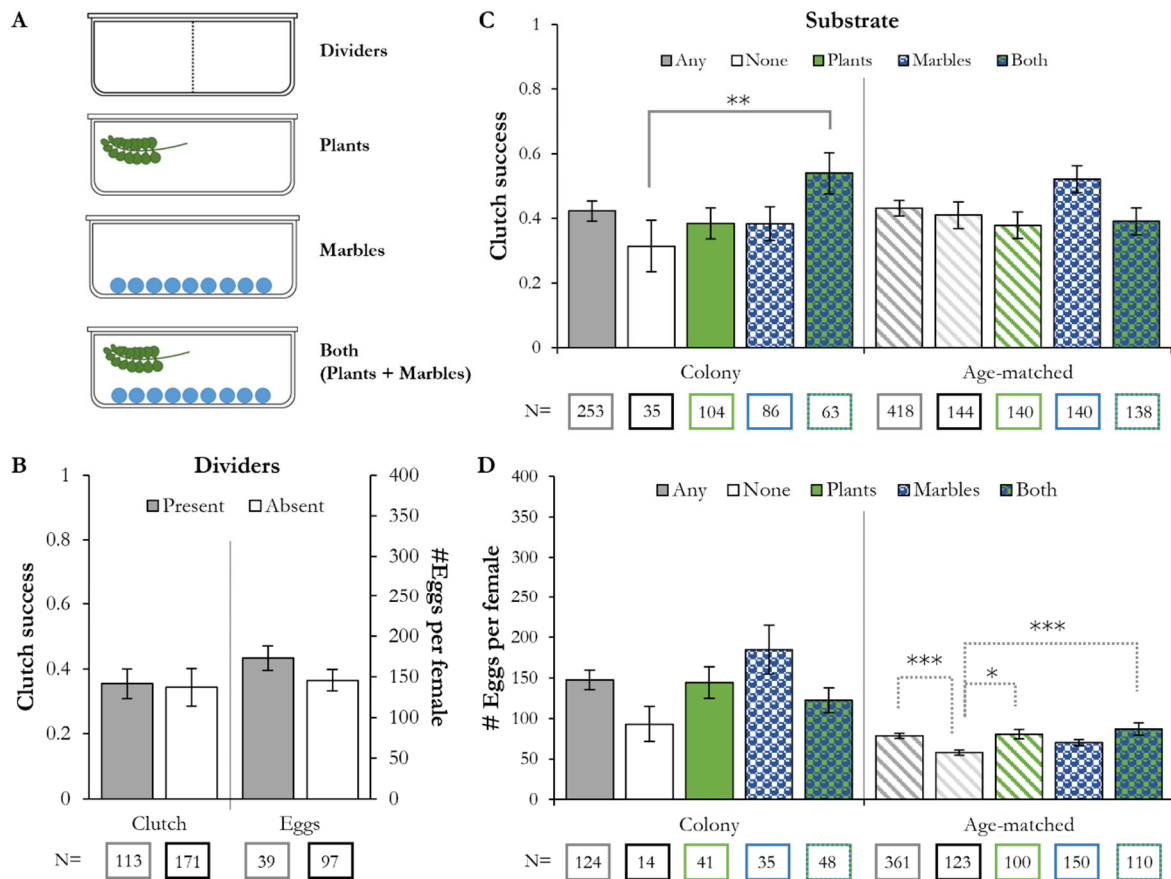 A
Dividers
Plants
Marbles
Both
(Plants + Marbles)
B
Dividers
Present Absent
Clutch success
1
0.8
0.6
0.4
0.2
0
#Eggs per female
400
350
300
250
200
150
100
50
0
Clutch Eggs
N= 113 171 39 97
C
Substrate
Any None Plants Marbles Both
Clutch success
1
0.8
0.6
0.4
0.2
0
**
Colony Age-matched
N= 253 35 104 86 63 418 144 140 140 138
D
Any None Plants Marbles Both
# Eggs per female
400
350
300
250
200
150
100
50
0
***
*
***
Colony Age-matched
N= 124 14 41 35 48 361 123 100 150 110